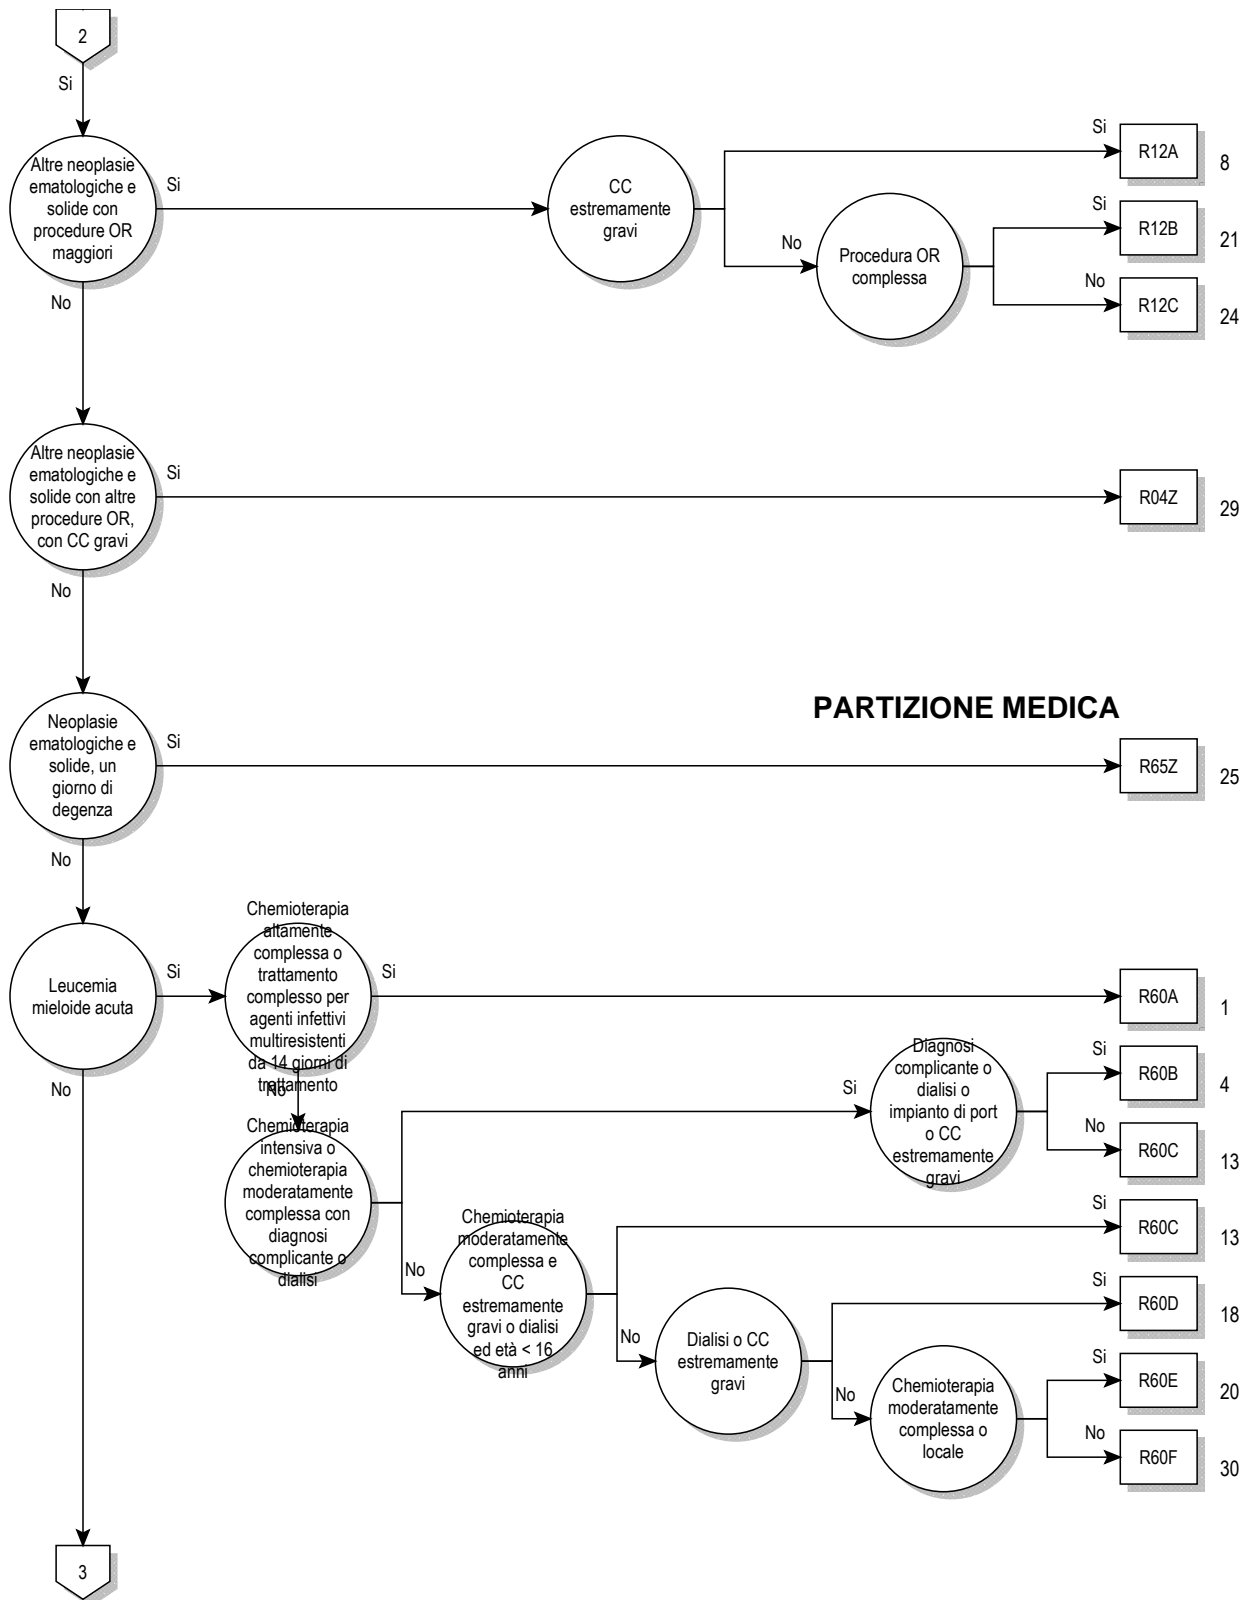 2
Si
Altre neoplasie
ematologiche e
solide con
procedure OR
maggiori
Si
No
CC
estremamente
gravi
Si
R12A
8
No
Procedura OR
complessa
Si
R12B
21
No
R12C
24
Altre neoplasie
ematologiche e
solide con altre
procedure OR,
con CC gravi
Si
R04Z
29
No
PARTIZIONE MEDICA
Neoplasie
ematologiche e
solide, un
giorno di
degenza
Si
R65Z
25
No
Leucemia
mieloide acuta
Si
No
Chemioterapia
altamente
complessa o
trattamento
complesso per
agenti infettivi
multiresistenti
da 14 giorni di
trattamento
Si
R60A
1
No
Chemioterapia
intensiva o
chemioterapia
moderatamente
complessa con
diagnosi
complicante o
dialisi
Si
Diagnosi
complicante o
dialisi o
impianto di port
o CC
estremamente
gravi
Si
R60B
4
No
R60C
13
No
Chemioterapia
moderatamente
complessa e
CC
estremamente
gravi o dialisi
ed età < 16
anni
Si
R60C
13
No
Dialisi o CC
estremamente
gravi
Si
R60D
18
No
Chemioterapia
moderatamente
complessa o
locale
Si
R60E
20
No
R60F
30
3